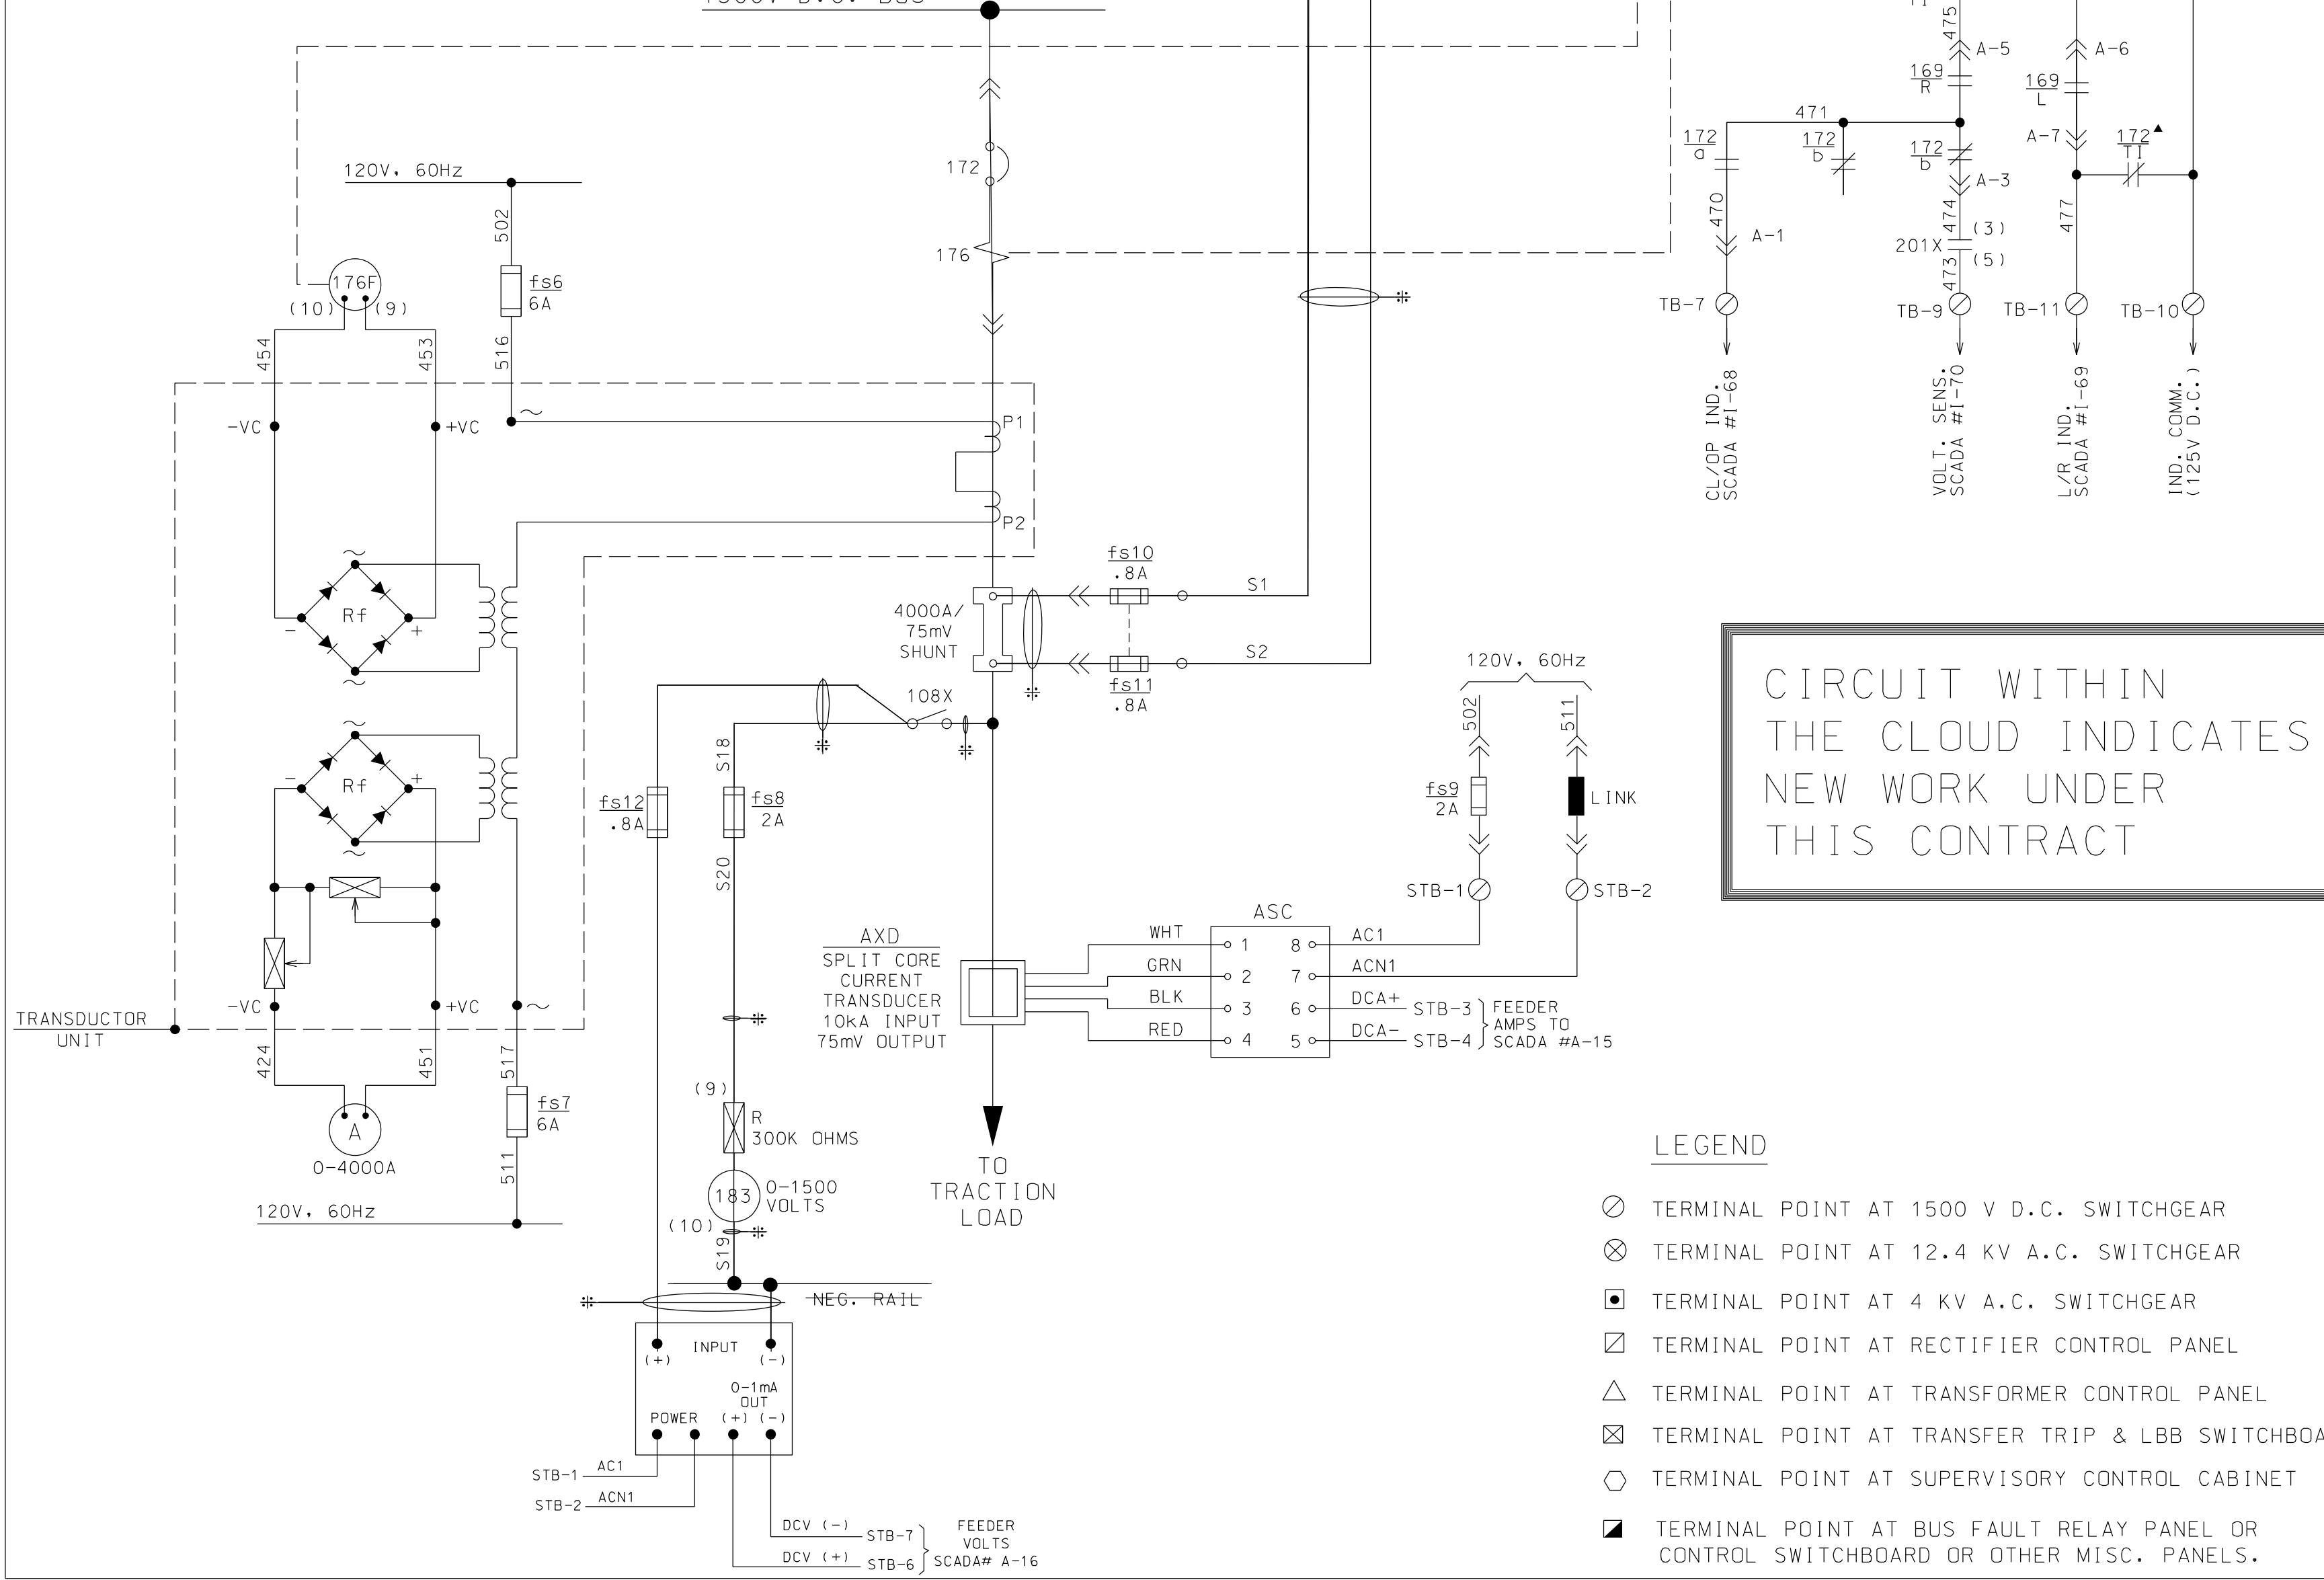 120V, 60Hz
502
fs6
6A
516
176F
(10)
(9)
454
453
-VC
+VC
Rf
-
+
-
+
Rf
-VC
+VC
TRANSDUCTOR
UNIT
424
451
517
A
0-4000A
fs7
6A
511
120V, 60Hz
172
176
P1
P2
4000A/
75mV
SHUNT
fs10
.8A
S1
fs11
.8A
S2
108X
S18
fs12
.8A
fs8
2A
S20
AXD
SPLIT CORE
CURRENT
TRANSDUCER
10kA INPUT
75mV OUTPUT
WHT
GRN
BLK
RED
ASC
1
2
3
4
8
7
6
5
AC1
ACN1
DCA+
DCA-
STB-3
STB-4
FEEDER
AMPS TO
SCADA #A-15
120V, 60Hz
502
511
fs9
2A
LINK
STB-1
STB-2
(9)
R
300K OHMS
183
0-1500
VOLTS
(10)
S19
NEG. RAIL
TO
TRACTION
LOAD
INPUT
(+)
(-)
0-1mA
OUT
POWER
(+)
(-)
STB-1
AC1
STB-2
ACN1
DCV (-)
STB-7
DCV (+)
STB-6
FEEDER
VOLTS
SCADA# A-16
475
A-5
169
R
A-6
169
L
A-7
471
172
a
172
b
172
b
172
TI
A-3
470
A-1
474
(3)
201X
(5)
473
477
TB-7
TB-9
TB-11
TB-10
CL/OP IND.
SCADA #I-68
VOLT. SENS.
SCADA #I-70
L/R IND.
SCADA #I-69
IND. COMM.
(125V D.C.)
CIRCUIT WITHIN
THE CLOUD INDICATES
NEW WORK UNDER
THIS CONTRACT
LEGEND
TERMINAL POINT AT 1500 V D.C. SWITCHGEAR
TERMINAL POINT AT 12.4 KV A.C. SWITCHGEAR
TERMINAL POINT AT 4 KV A.C. SWITCHGEAR
TERMINAL POINT AT RECTIFIER CONTROL PANEL
TERMINAL POINT AT TRANSFORMER CONTROL PANEL
TERMINAL POINT AT TRANSFER TRIP & LBB SWITCHBOA
TERMINAL POINT AT SUPERVISORY CONTROL CABINET
TERMINAL POINT AT BUS FAULT RELAY PANEL OR
CONTROL SWITCHBOARD OR OTHER MISC. PANELS.